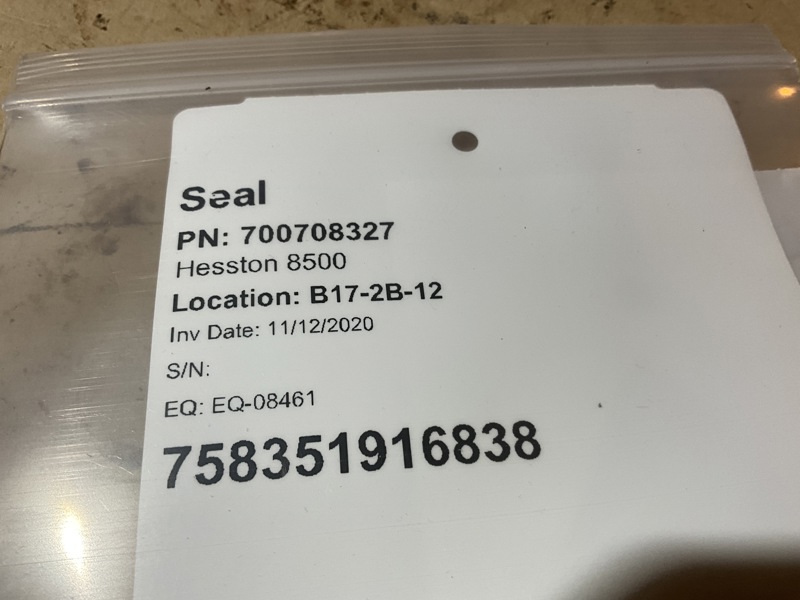 Seal
PN: 700708327
Hesston 8500
Location: B17-2B-12
Inv Date: 11/12/2020
S/N:
EQ: EQ-08461
758351916838